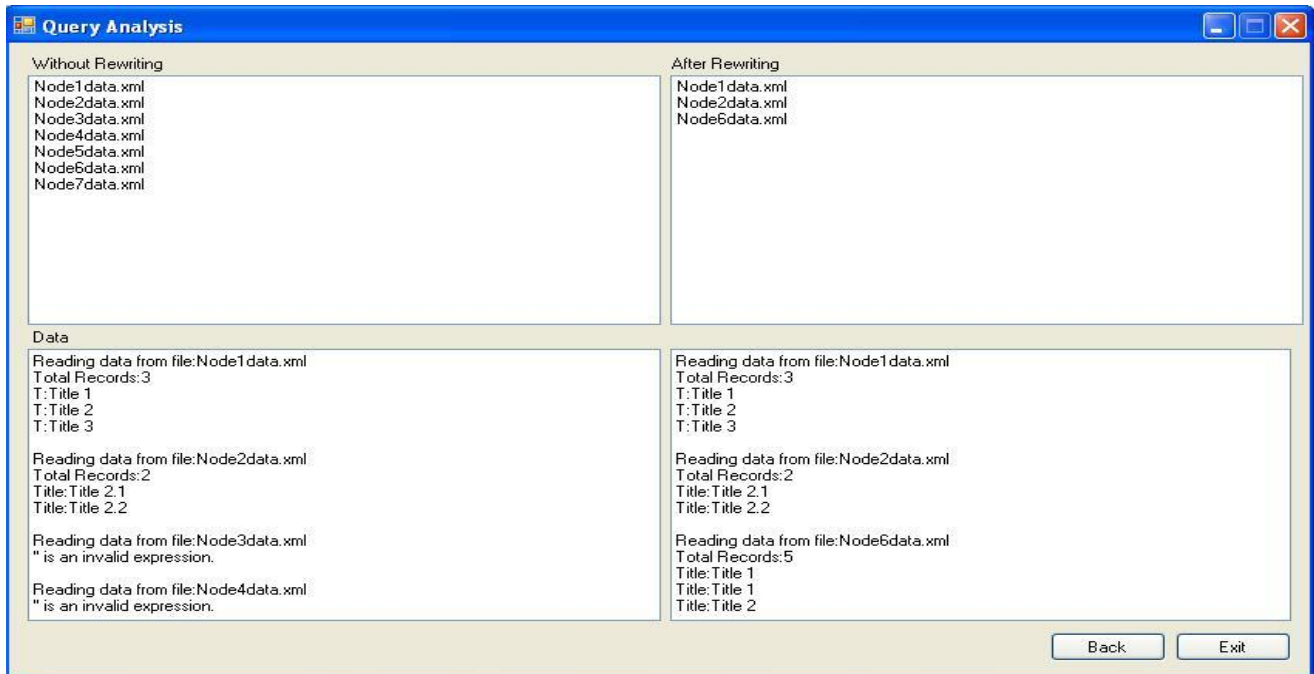 Query Analysis
Without Rewriting
Node1data.xml
Node2data.xml
Node3data.xml
Node4data.xml
Node5data.xml
Node6data.xml
Node7data.xml
After Rewriting
Node1data.xml
Node2data.xml
Node6data.xml
Data
Reading data from file:Node1data.xml
Total Records:3
T:Title 1
T:Title 2
T:Title 3
Reading data from file:Node2data.xml
Total Records:2
Title:Title 2.1
Title:Title 2.2
Reading data from file:Node3data.xml
" is an invalid expression.
Reading data from file:Node4data.xml
" is an invalid expression.
Reading data from file:Node1data.xml
Total Records:3
T:Title 1
T:Title 2
T:Title 3
Reading data from file:Node2data.xml
Total Records:2
Title:Title 2.1
Title:Title 2.2
Reading data from file:Node6data.xml
Total Records:5
Title:Title 1
Title:Title 1
Title:Title 2
Back
Exit